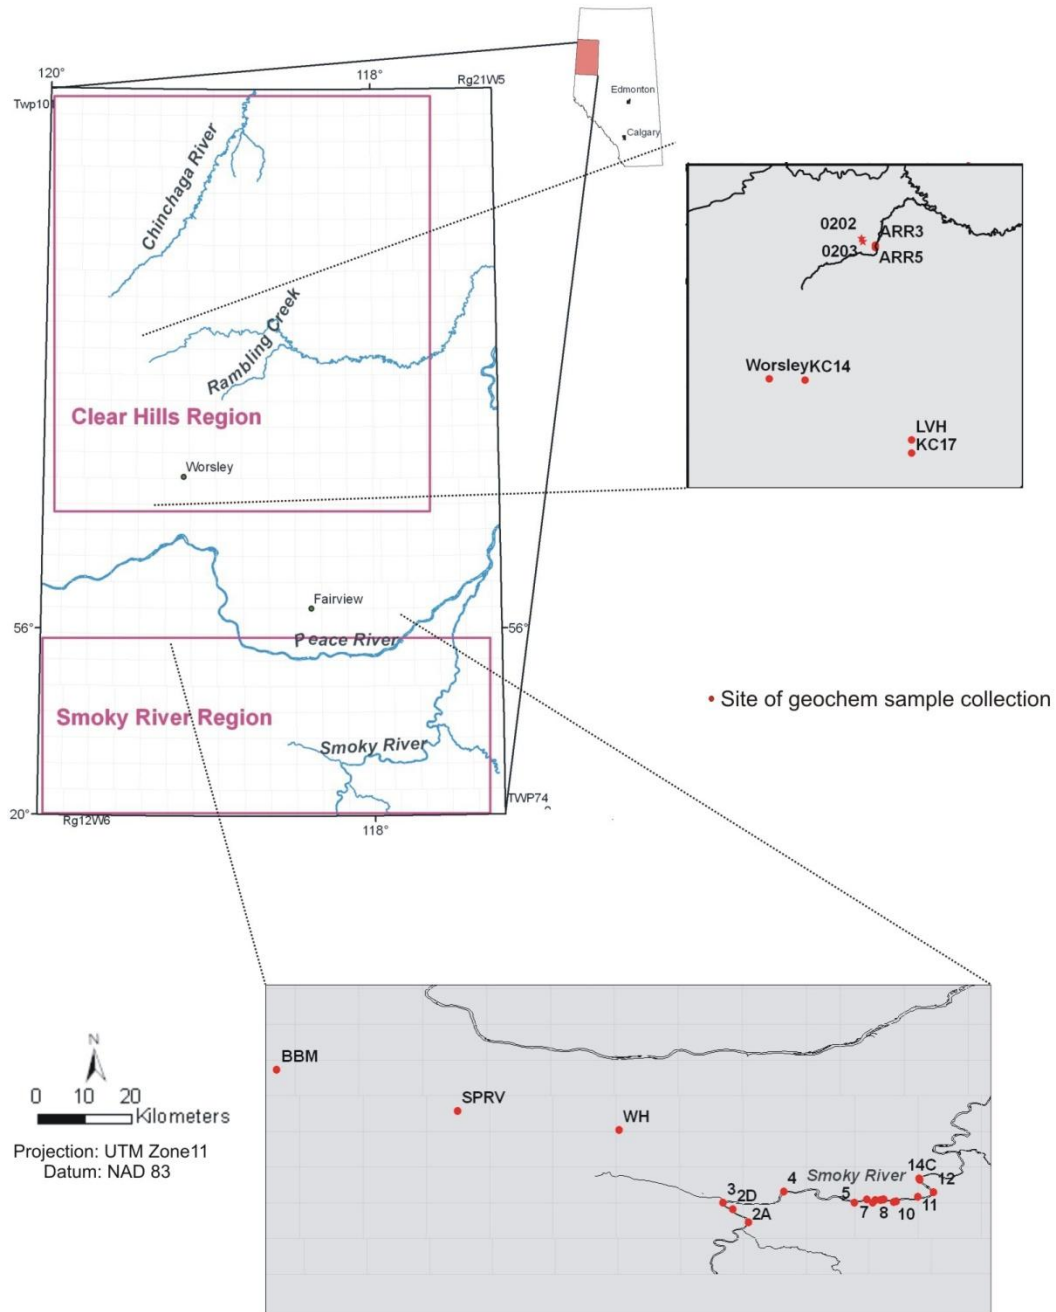 120°
118°
Rg21W5
Twp101
Edmonton
Calgary
Chinchaga River
Rambling Creek
Clear Hills Region
Worsley
Fairview
56°
56°
Peace River
Smoky River Region
Smoky River
20°
Rg12W6
118°
TWP74
0202
ARR3
0203
ARR5
Worsley
KC14
LVH
KC17
Site of geochem sample collection
BBM
SPRV
WH
Smoky River
14C
12
4
3
2D
2A
5
7
8
10
11
N
0 10 20
Kilometers
Projection: UTM Zone11
Datum: NAD 83